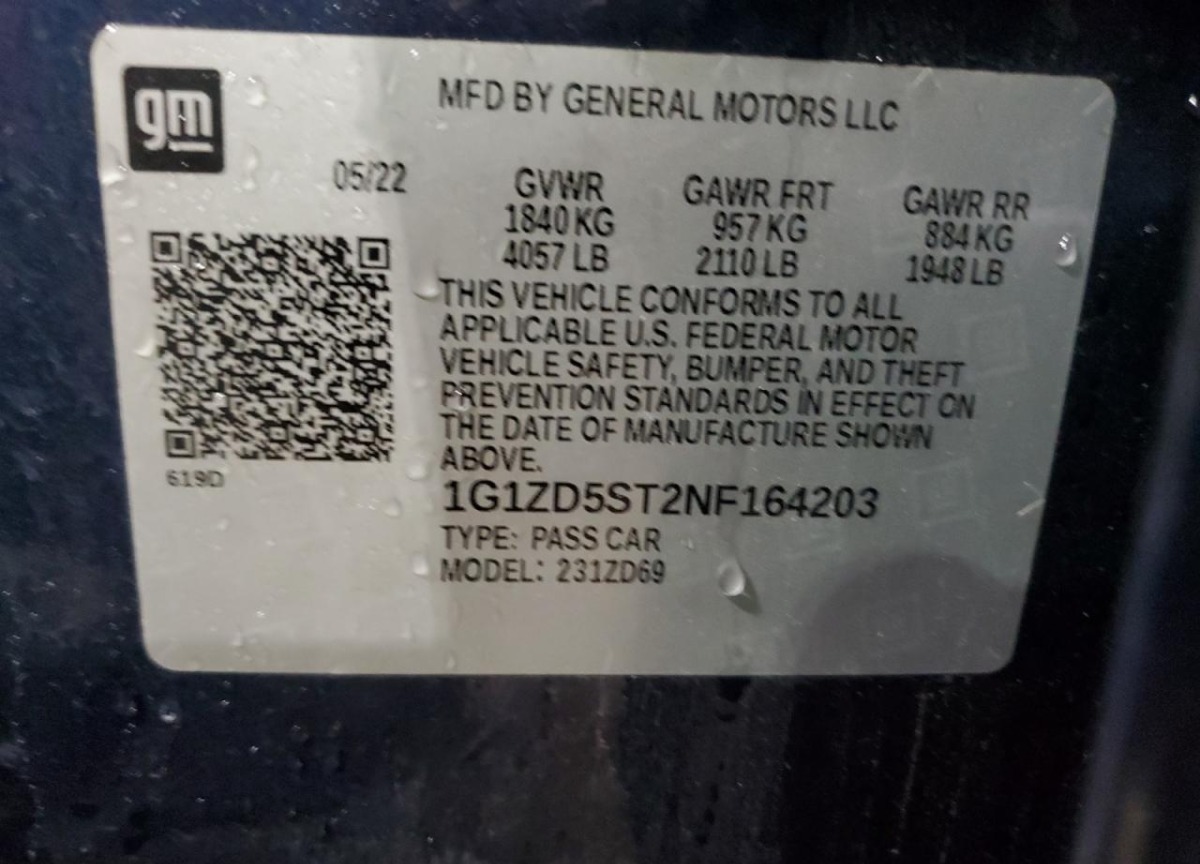 gm
MFD BY GENERAL MOTORS LLC
05/22
GVWR GAWR FRT GAWR RR
1840 KG 957 KG 884 KG
4057 LB 2110 LB 1948 LB
THIS VEHICLE CONFORMS TO ALL
APPLICABLE U.S. FEDERAL MOTOR
VEHICLE SAFETY, BUMPER, AND THEFT
PREVENTION STANDARDS IN EFFECT ON
THE DATE OF MANUFACTURE SHOWN
ABOVE.
619D
1G1ZD5ST2NF164203
TYPE: PASS CAR
MODEL: 231ZD69